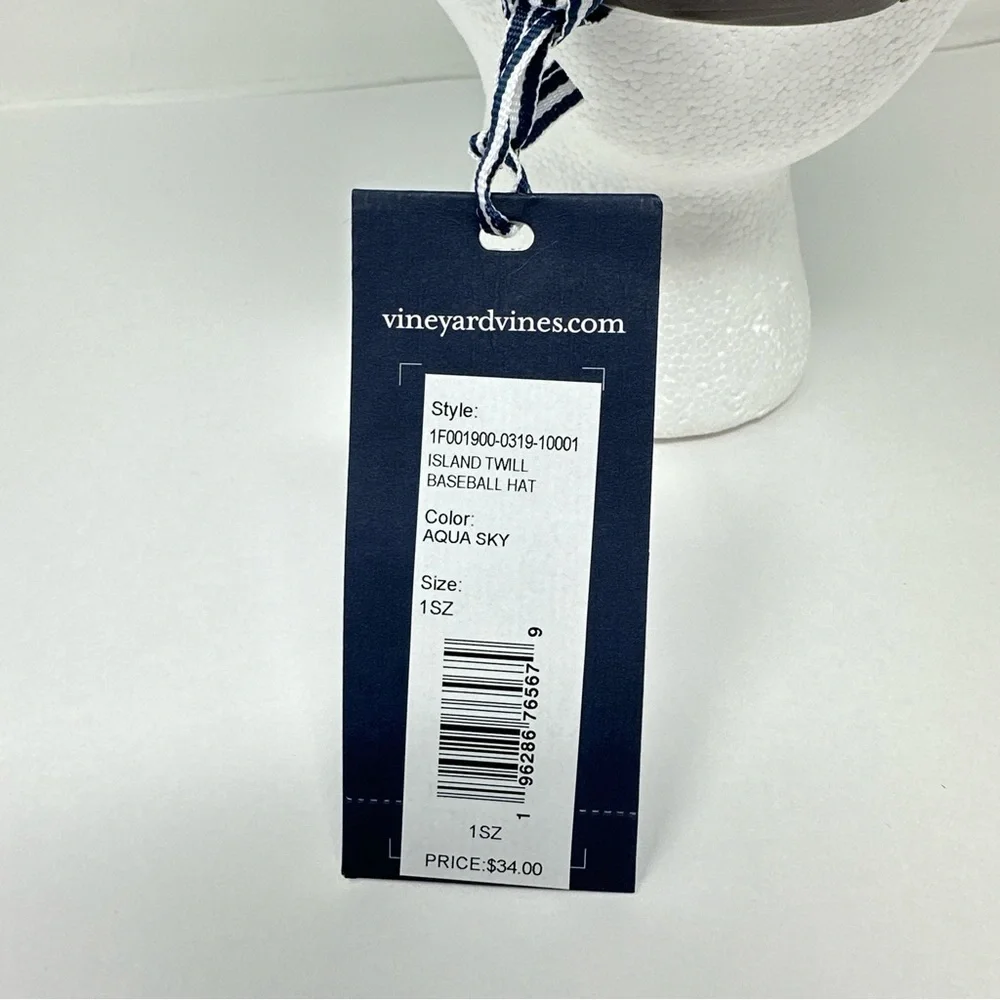 vineyardvines.com
Style:
1F001900-0319-10001
ISLAND TWILL
BASEBALL HAT
Color:
AQUA SKY
Size:
1SZ
1 96286 76567 9
1SZ
PRICE:$34.00